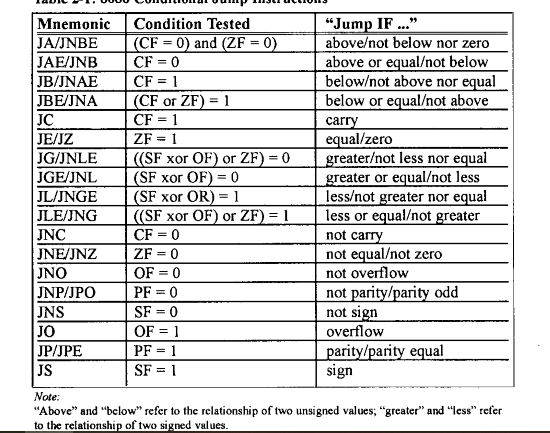 Table 2-1: 8086 Conditional Jump Instructions
Mnemonic Condition Tested “Jump IF ...”
JA/JNBE (CF = 0) and (ZF = 0) above/not below nor zero
JAE/JNB CF = 0 above or equal/not below
JB/JNAE CF = 1 below/not above nor equal
JBE/JNA (CF or ZF) = 1 below or equal/not above
JC CF = 1 carry
JE/JZ ZF = 1 equal/zero
JG/JNLE ((SF xor OF) or ZF) = 0 greater/not less nor equal
JGE/JNL (SF xor OF) = 0 greater or equal/not less
JL/JNGE (SF xor OR) = 1 less/not greater nor equal
JLE/JNG ((SF xor OF) or ZF) = 1 less or equal/not greater
JNC CF = 0 not carry
JNE/JNZ ZF = 0 not equal/not zero
JNO OF = 0 not overflow
JNP/JPO PF = 0 not parity/parity odd
JNS SF = 0 not sign
JO OF = 1 overflow
JP/JPE PF = 1 parity/parity equal
JS SF = 1 sign
Note:
“Above” and “below” refer to the relationship of two unsigned values; “greater” and “less” refer
to the relationship of two signed values.